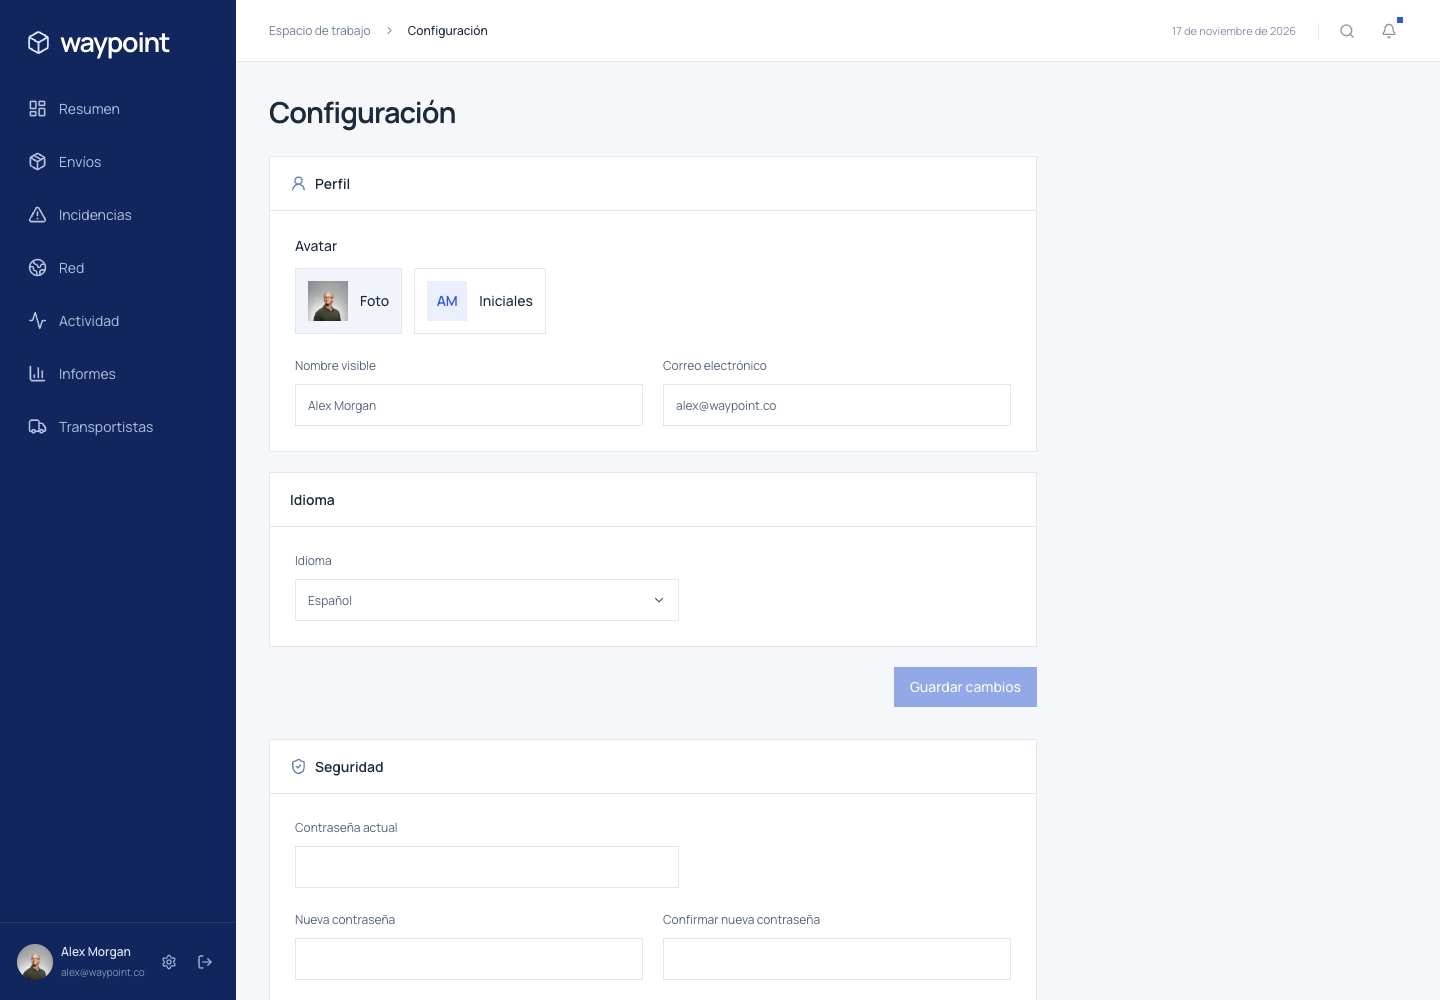 waypoint
Resumen
Envíos
Incidencias
Red
Actividad
Informes
Transportistas
Alex Morgan
alex@waypoint.co
Espacio de trabajo > Configuración
17 de noviembre de 2026
Configuración
Perfil
Avatar
Foto
AM Iniciales
Nombre visible
Alex Morgan
Correo electrónico
alex@waypoint.co
Idioma
Idioma
Español
Guardar cambios
Seguridad
Contraseña actual
Nueva contraseña
Confirmar nueva contraseña